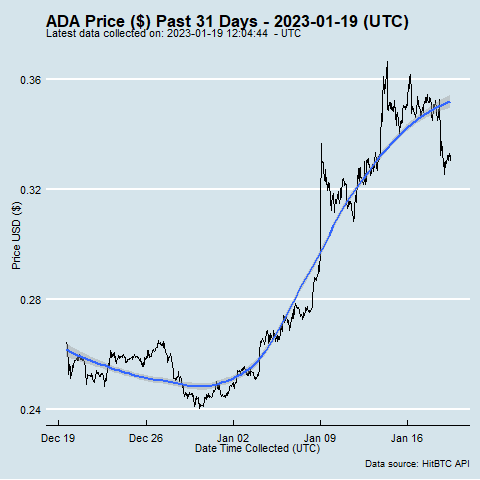 ADA Price ($) Past 31 Days - 2023-01-19 (UTC)
Latest data collected on: 2023-01-19 12:04:44 - UTC
0.36
0.32
0.28
0.24
Price USD ($)
Dec 19 Dec 26 Jan 02 Jan 09 Jan 16
Date Time Collected (UTC)
Data source: HitBTC API